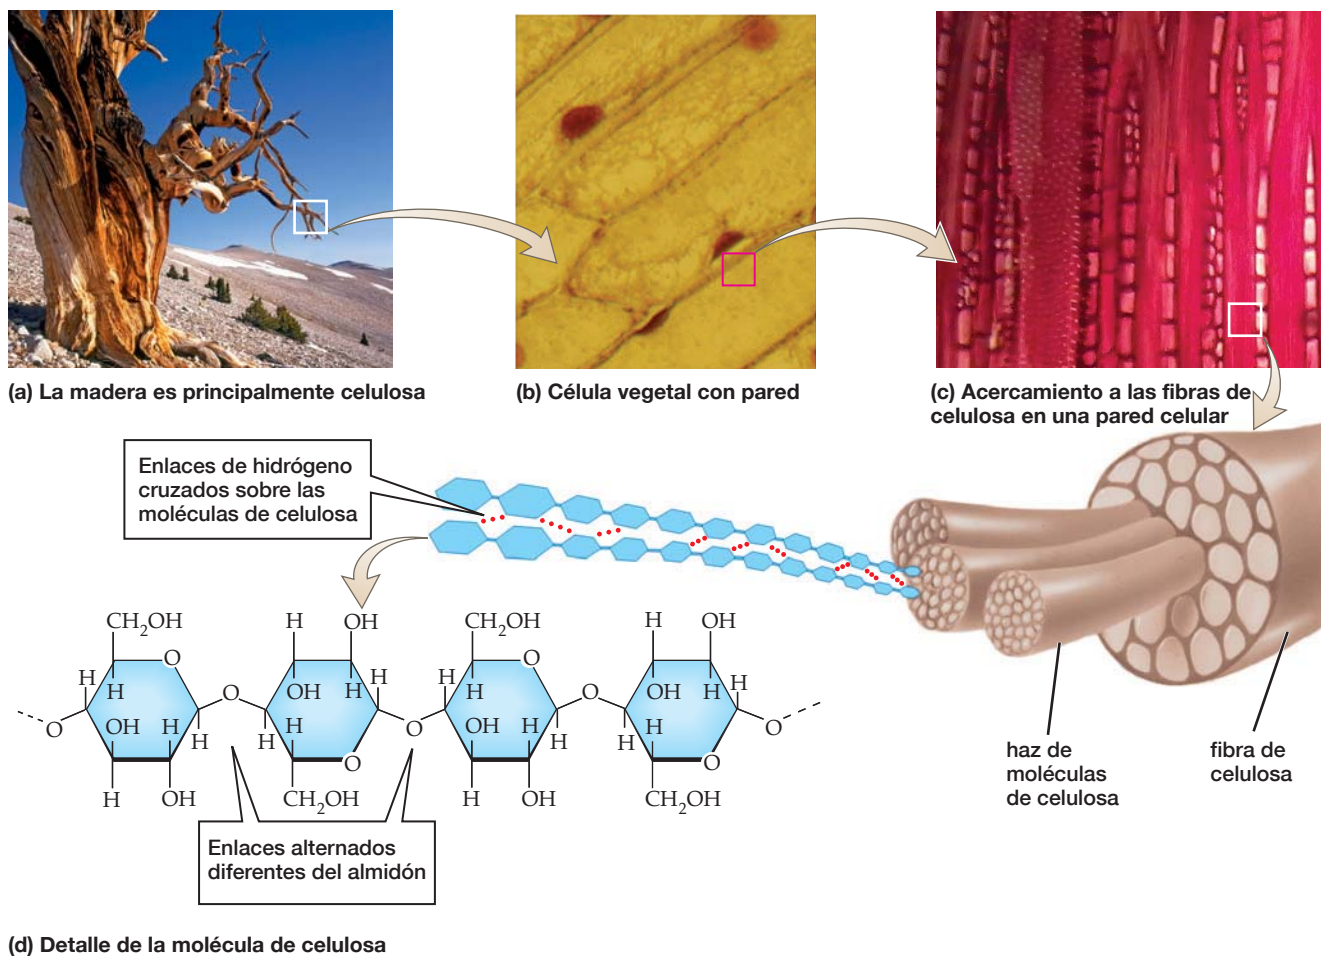 (a) La madera es principalmente celulosa
(b) Célula vegetal con pared
(c) Acercamiento a las fibras de
celulosa en una pared celular
Enlaces de hidrógeno
cruzados sobre las
moléculas de celulosa
CH₂OH
H
OH
CH₂OH
H
OH
O
H
H
OH
H
H
O
H
H
O
H
OH
H
H
O
OH
H
H
H
H
O
OH
H
H
H
H
O
O
H
OH
CH₂OH
H
OH
CH₂OH
haz de
moléculas
de celulosa
fibra de
celulosa
Enlaces alternados
diferentes del almidón
(d) Detalle de la molécula de celulosa